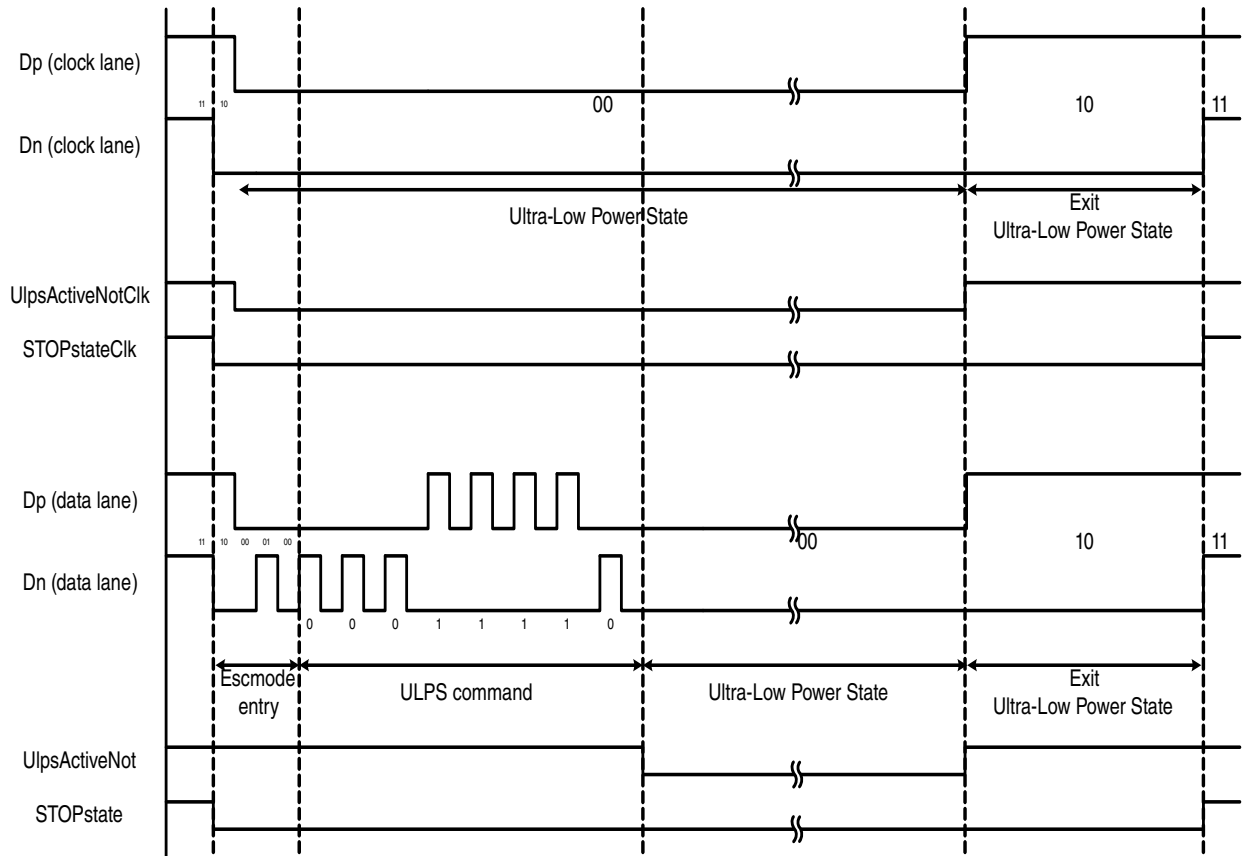 Dp (clock lane)
11 10 00 10 11
Dn (clock lane)
Ultra-Low Power State
Exit
Ultra-Low Power State
UlpsActiveNotClk
STOPstateClk
Dp (data lane)
11 10 00 01 00 00 10 11
Dn (data lane)
0 0 0 1 1 1 1 0
Escmode
entry
ULPS command
Ultra-Low Power State
Exit
Ultra-Low Power State
UlpsActiveNot
STOPstate